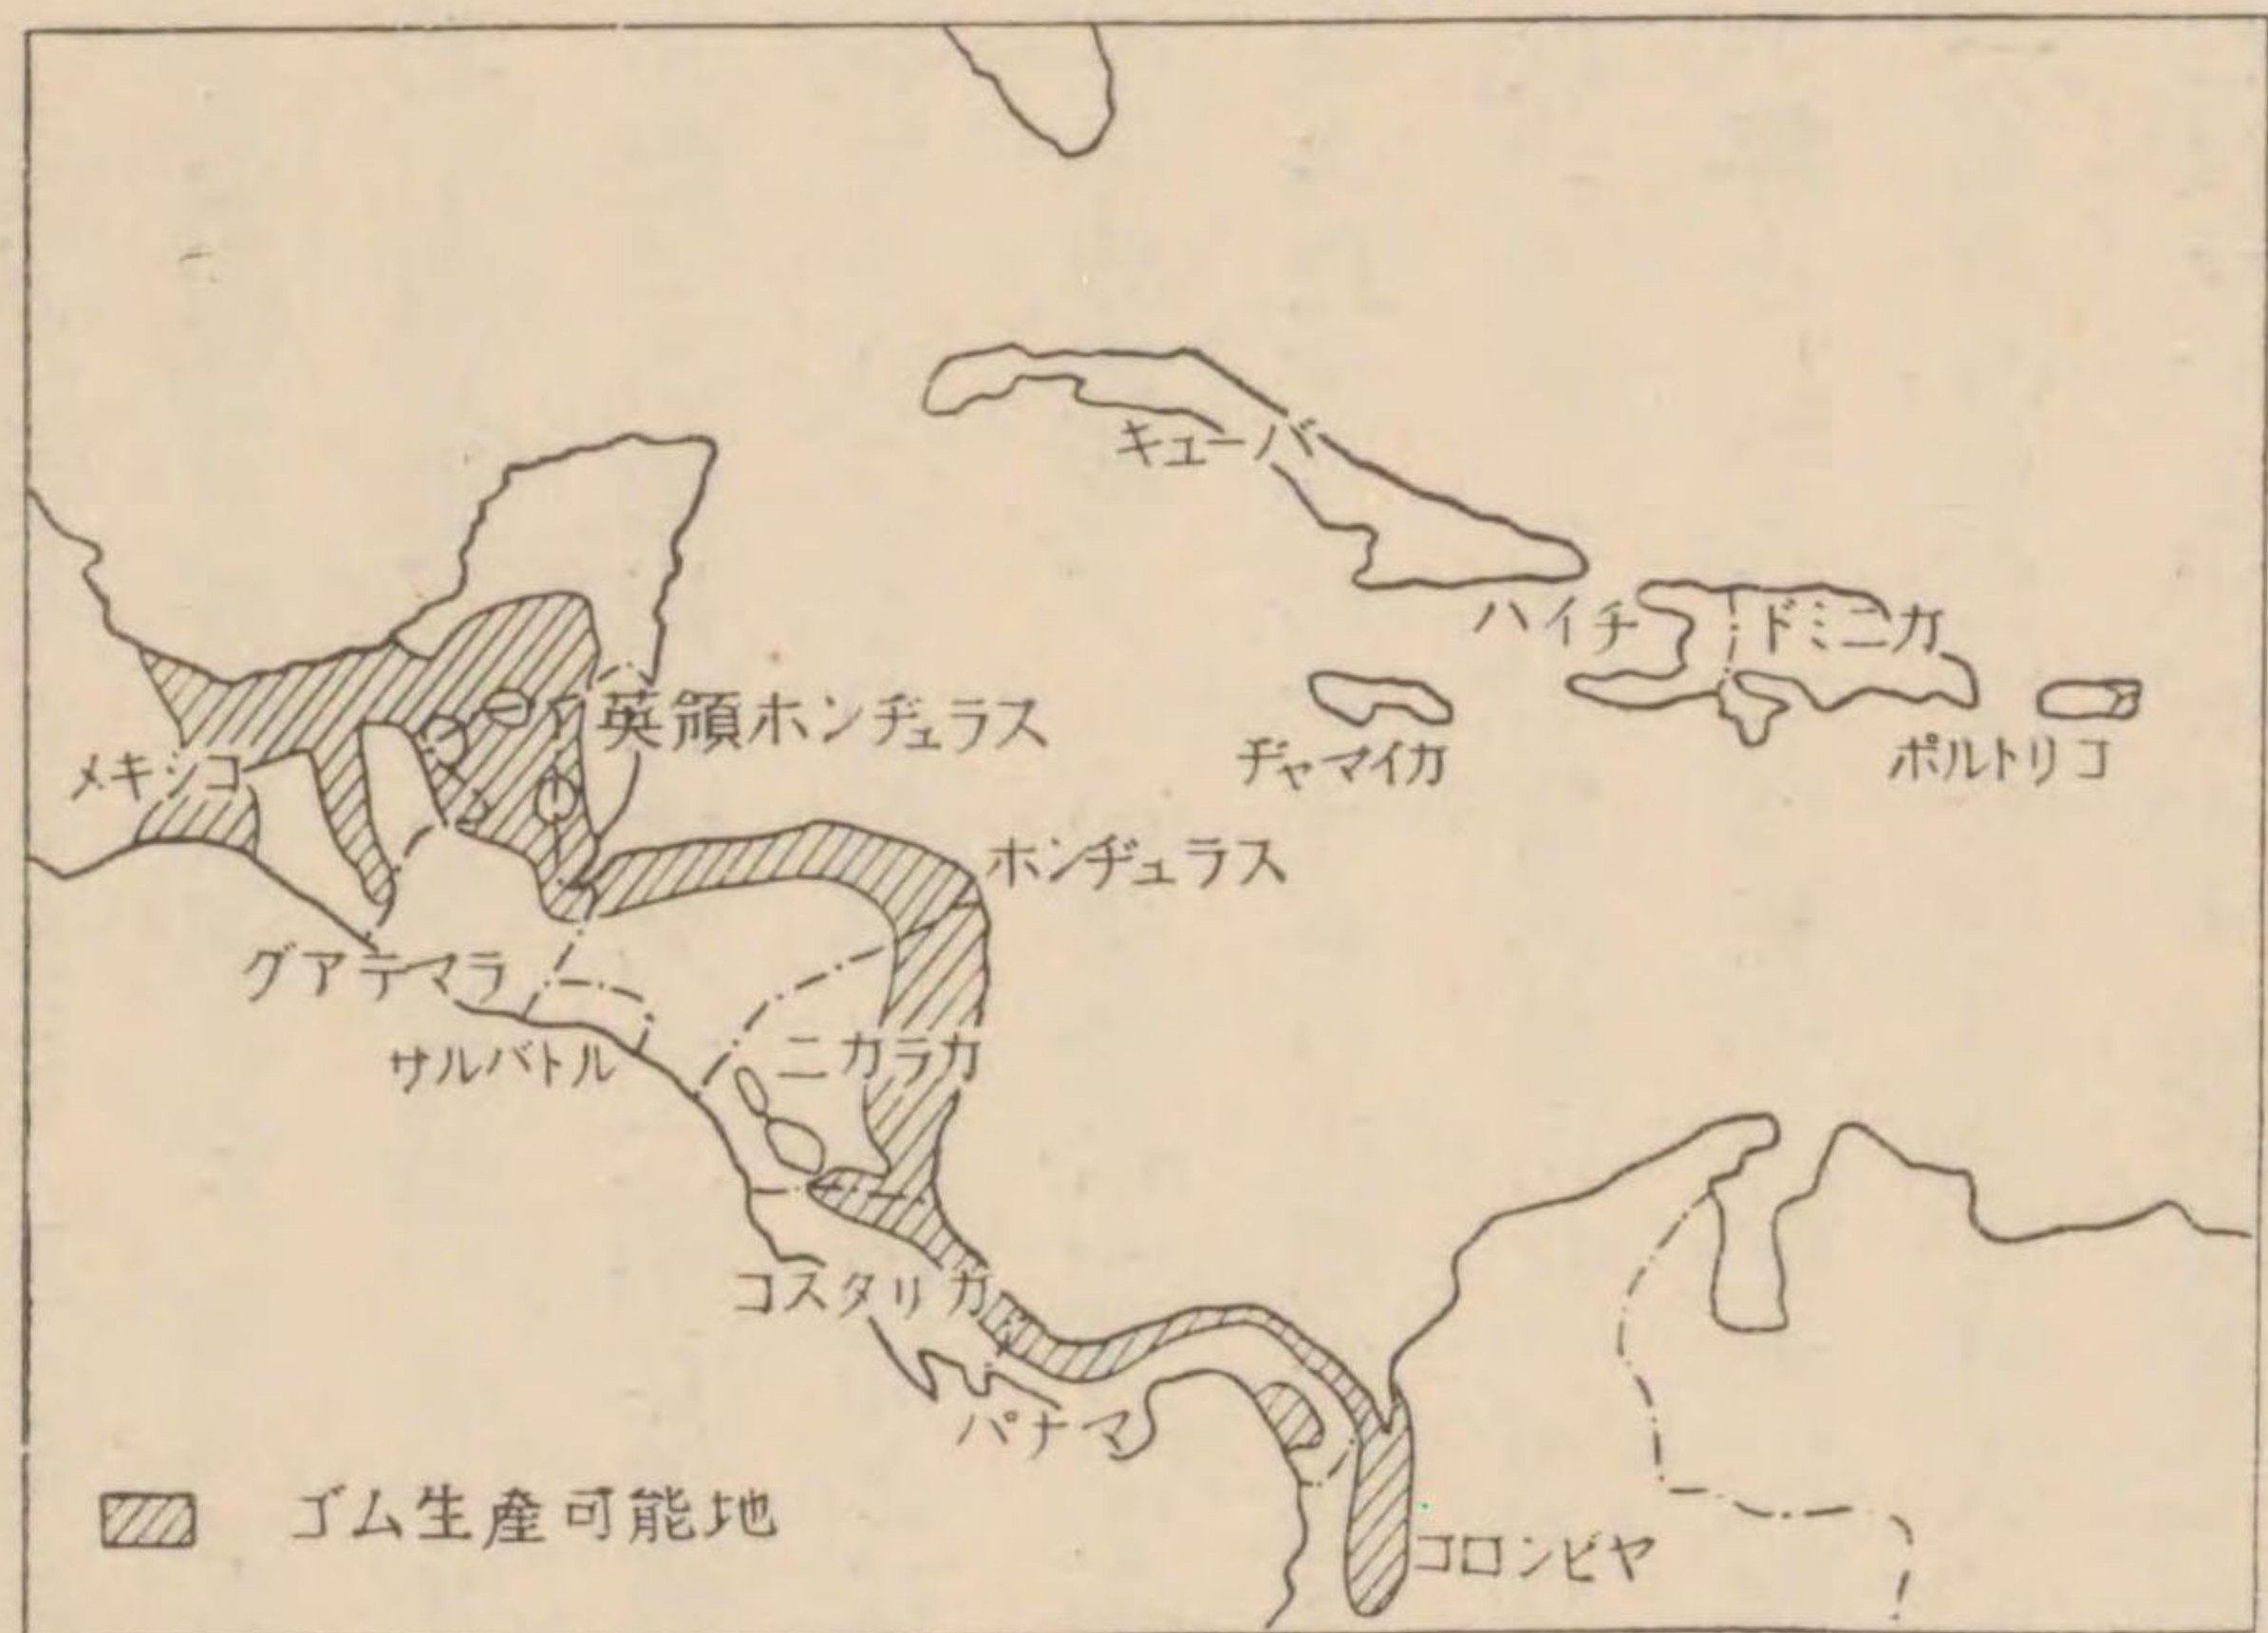 キューバ
ハイチ
ドミニカ
英領ホンヂュラス
ヂャマイカ
ポルトリコ
メキシコ
ホンヂュラス
グアテマラ
サルバトル
ニカラカ
コスタリカ
パナマ
ゴム生産可能地
コロンビヤ